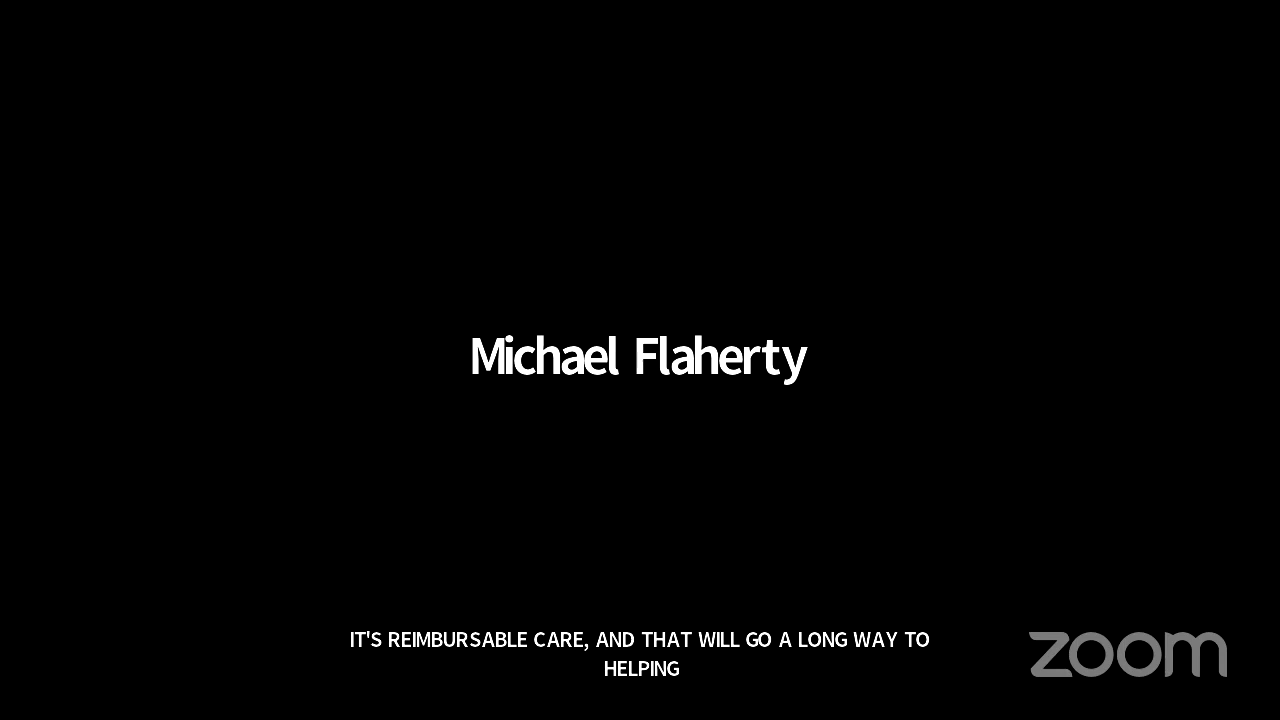 Michael Flaherty
IT'S REIMBURSABLE CARE, AND THAT WILL GO A LONG WAY TO
HELPING
zoom